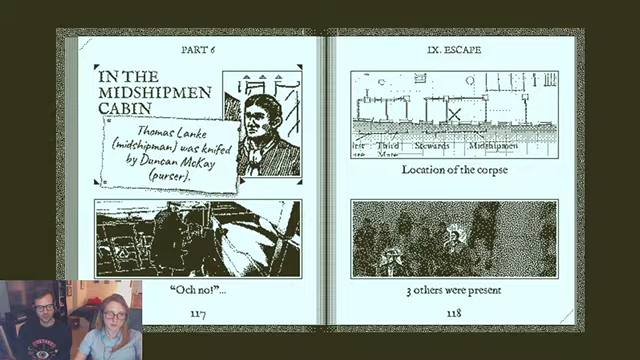 PART 6
IN THE
MIDSHIPMEN
CABIN
Thomas Lanke
(midshipman) was knifed
by Duncan McKay
(purser).
"Och no!"...
117
IX. ESCAPE
Third Stewards Midshipmen
Mate
Location of the corpse
3 others were present
118